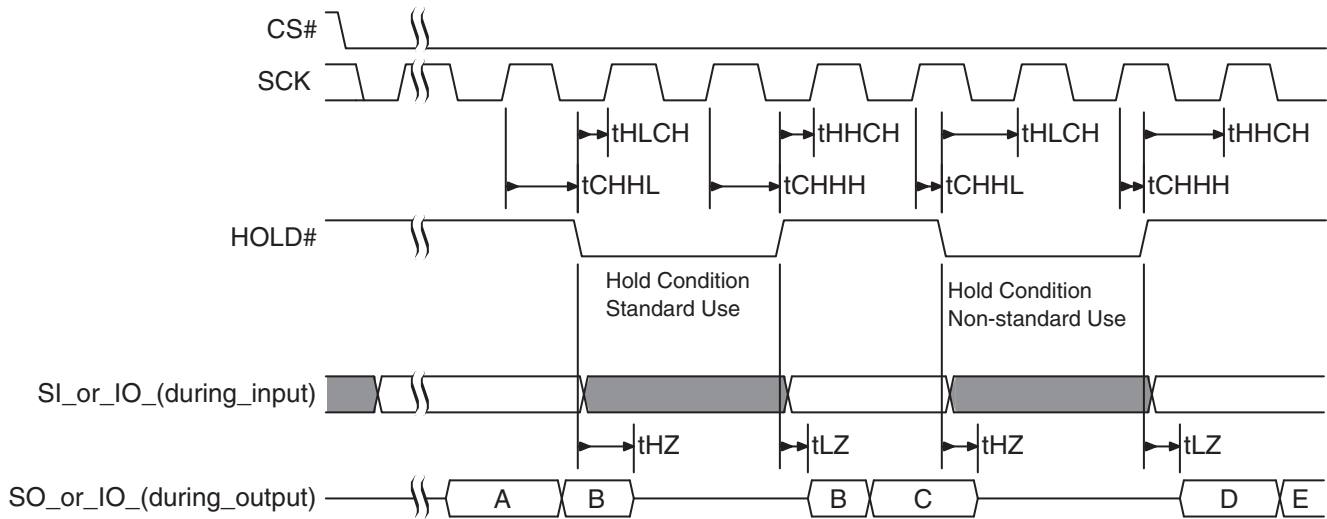 CS#
SCK
tHLCH
tHHCH
tHLCH
tHHCH
tCHHL
tCHHH
tCHHL
tCHHH
HOLD#
Hold Condition
Standard Use
Hold Condition
Non-standard Use
SI_or_IO_(during_input)
tHZ
tLZ
tHZ
tLZ
SO_or_IO_(during_output)
A
B
B
C
D
E